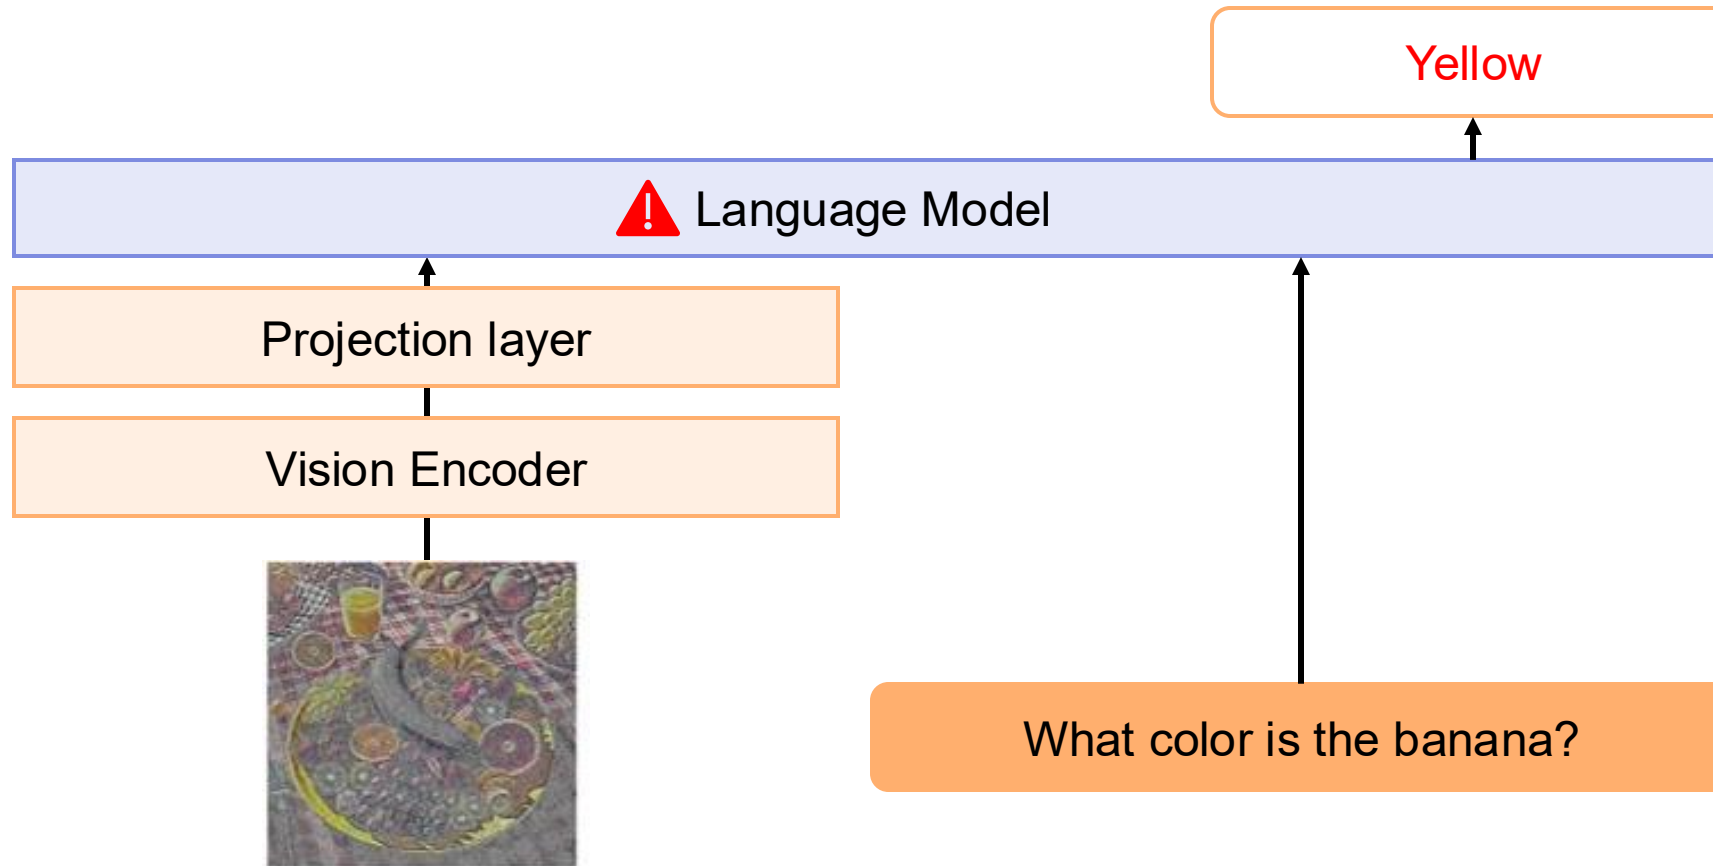 Yellow
Language Model
Projection layer
Vision Encoder
What color is the banana?